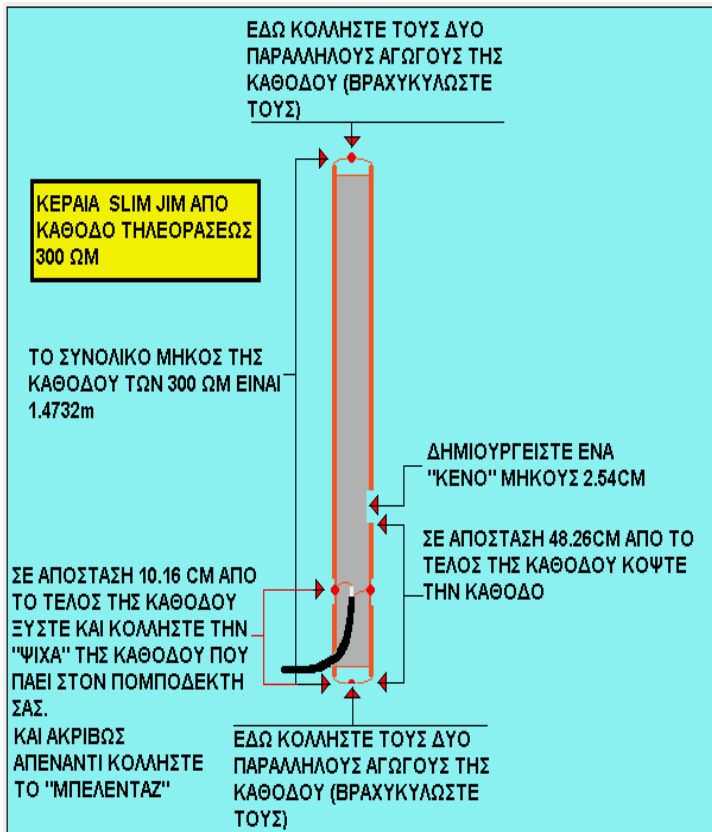 ΕΔΩ ΚΟΛΛΗΣΤΕ ΤΟΥΣ ΔΥΟ
ΠΑΡΑΛΛΗΛΟΥΣ ΑΓΩΓΟΥΣ ΤΗΣ
ΚΑΘΟΔΟΥ (ΒΡΑΧΥΚΥΛΩΣΤΕ
ΤΟΥΣ)
ΚΕΡΑΙΑ SLIM JIM ΑΠΟ
ΚΑΘΟΔΟ ΤΗΛΕΟΡΑΣΕΩΣ
300 ΩΜ
ΤΟ ΣΥΝΟΛΙΚΟ ΜΗΚΟΣ ΤΗΣ
ΚΑΘΟΔΟΥ ΤΩΝ 300 ΩΜ ΕΙΝΑΙ
1.4732m
ΔΗΜΙΟΥΡΓΕΙΣΤΕ ΕΝΑ
"ΚΕΝΟ" ΜΗΚΟΥΣ 2.54CM
ΣΕ ΑΠΟΣΤΑΣΗ 48.26CM ΑΠΟ ΤΟ
ΤΕΛΟΣ ΤΗΣ ΚΑΘΟΔΟΥ ΚΟΨΤΕ
ΤΗΝ ΚΑΘΟΔΟ
ΣΕ ΑΠΟΣΤΑΣΗ 10.16 CM ΑΠΟ
ΤΟ ΤΕΛΟΣ ΤΗΣ ΚΑΘΟΔΟΥ
ΞΥΣΤΕ ΚΑΙ ΚΟΛΛΗΣΤΕ ΤΗΝ
"ΨΙΧΑ" ΤΗΣ ΚΑΘΟΔΟΥ ΠΟΥ
ΠΑΕΙ ΣΤΟΝ ΠΟΜΠΟΔΕΚΤΗ
ΣΑΣ.
ΚΑΙ ΑΚΡΙΒΩΣ
ΑΠΕΝΑΝΤΙ ΚΟΛΛΗΣΤΕ
ΤΟ "ΜΠΕΛΕΝΤΑΖ"
ΕΔΩ ΚΟΛΛΗΣΤΕ ΤΟΥΣ ΔΥΟ
ΠΑΡΑΛΛΗΛΟΥΣ ΑΓΩΓΟΥΣ ΤΗΣ
ΚΑΘΟΔΟΥ (ΒΡΑΧΥΚΥΛΩΣΤΕ
ΤΟΥΣ)